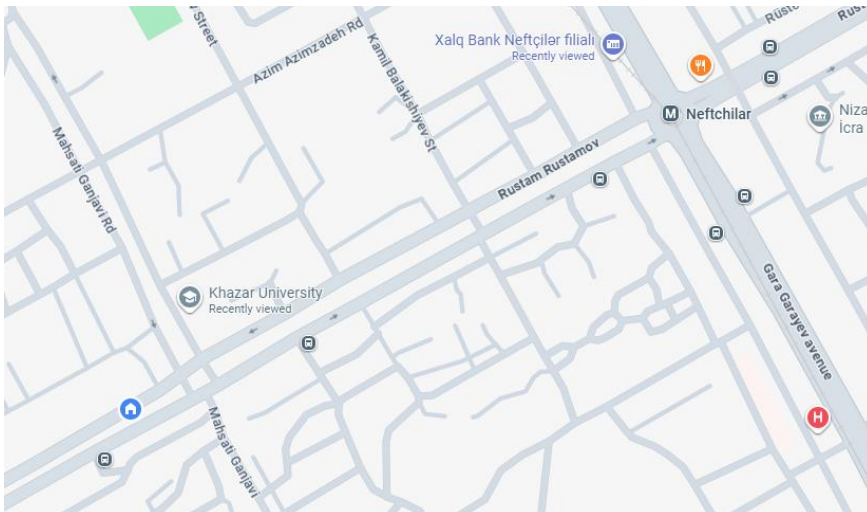 Street
Azim Azimzadeh Rd
Kamil Balakishiyev St
Xalq Bank Neftçilər filialı
Recently viewed
M
Neftchilar
Niza
İcra
Mahsati Ganjavi Rd
Rustam Rustamov
Khazar University
Recently viewed
Gara Garayev avenue
H
Mahsati Ganjavi